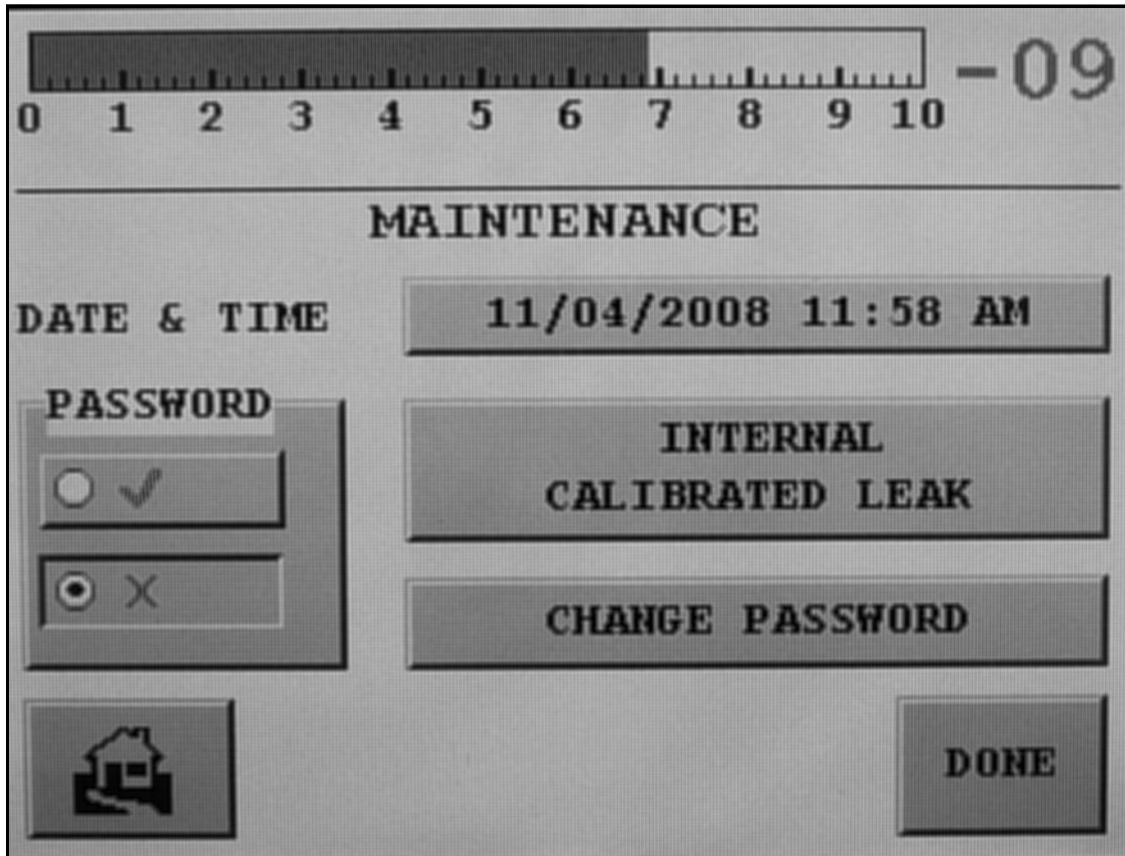 -09
0 1 2 3 4 5 6 7 8 9 10
MAINTENANCE
DATE & TIME
11/04/2008 11:58 AM
PASSWORD
INTERNAL
CALIBRATED LEAK
CHANGE PASSWORD
DONE